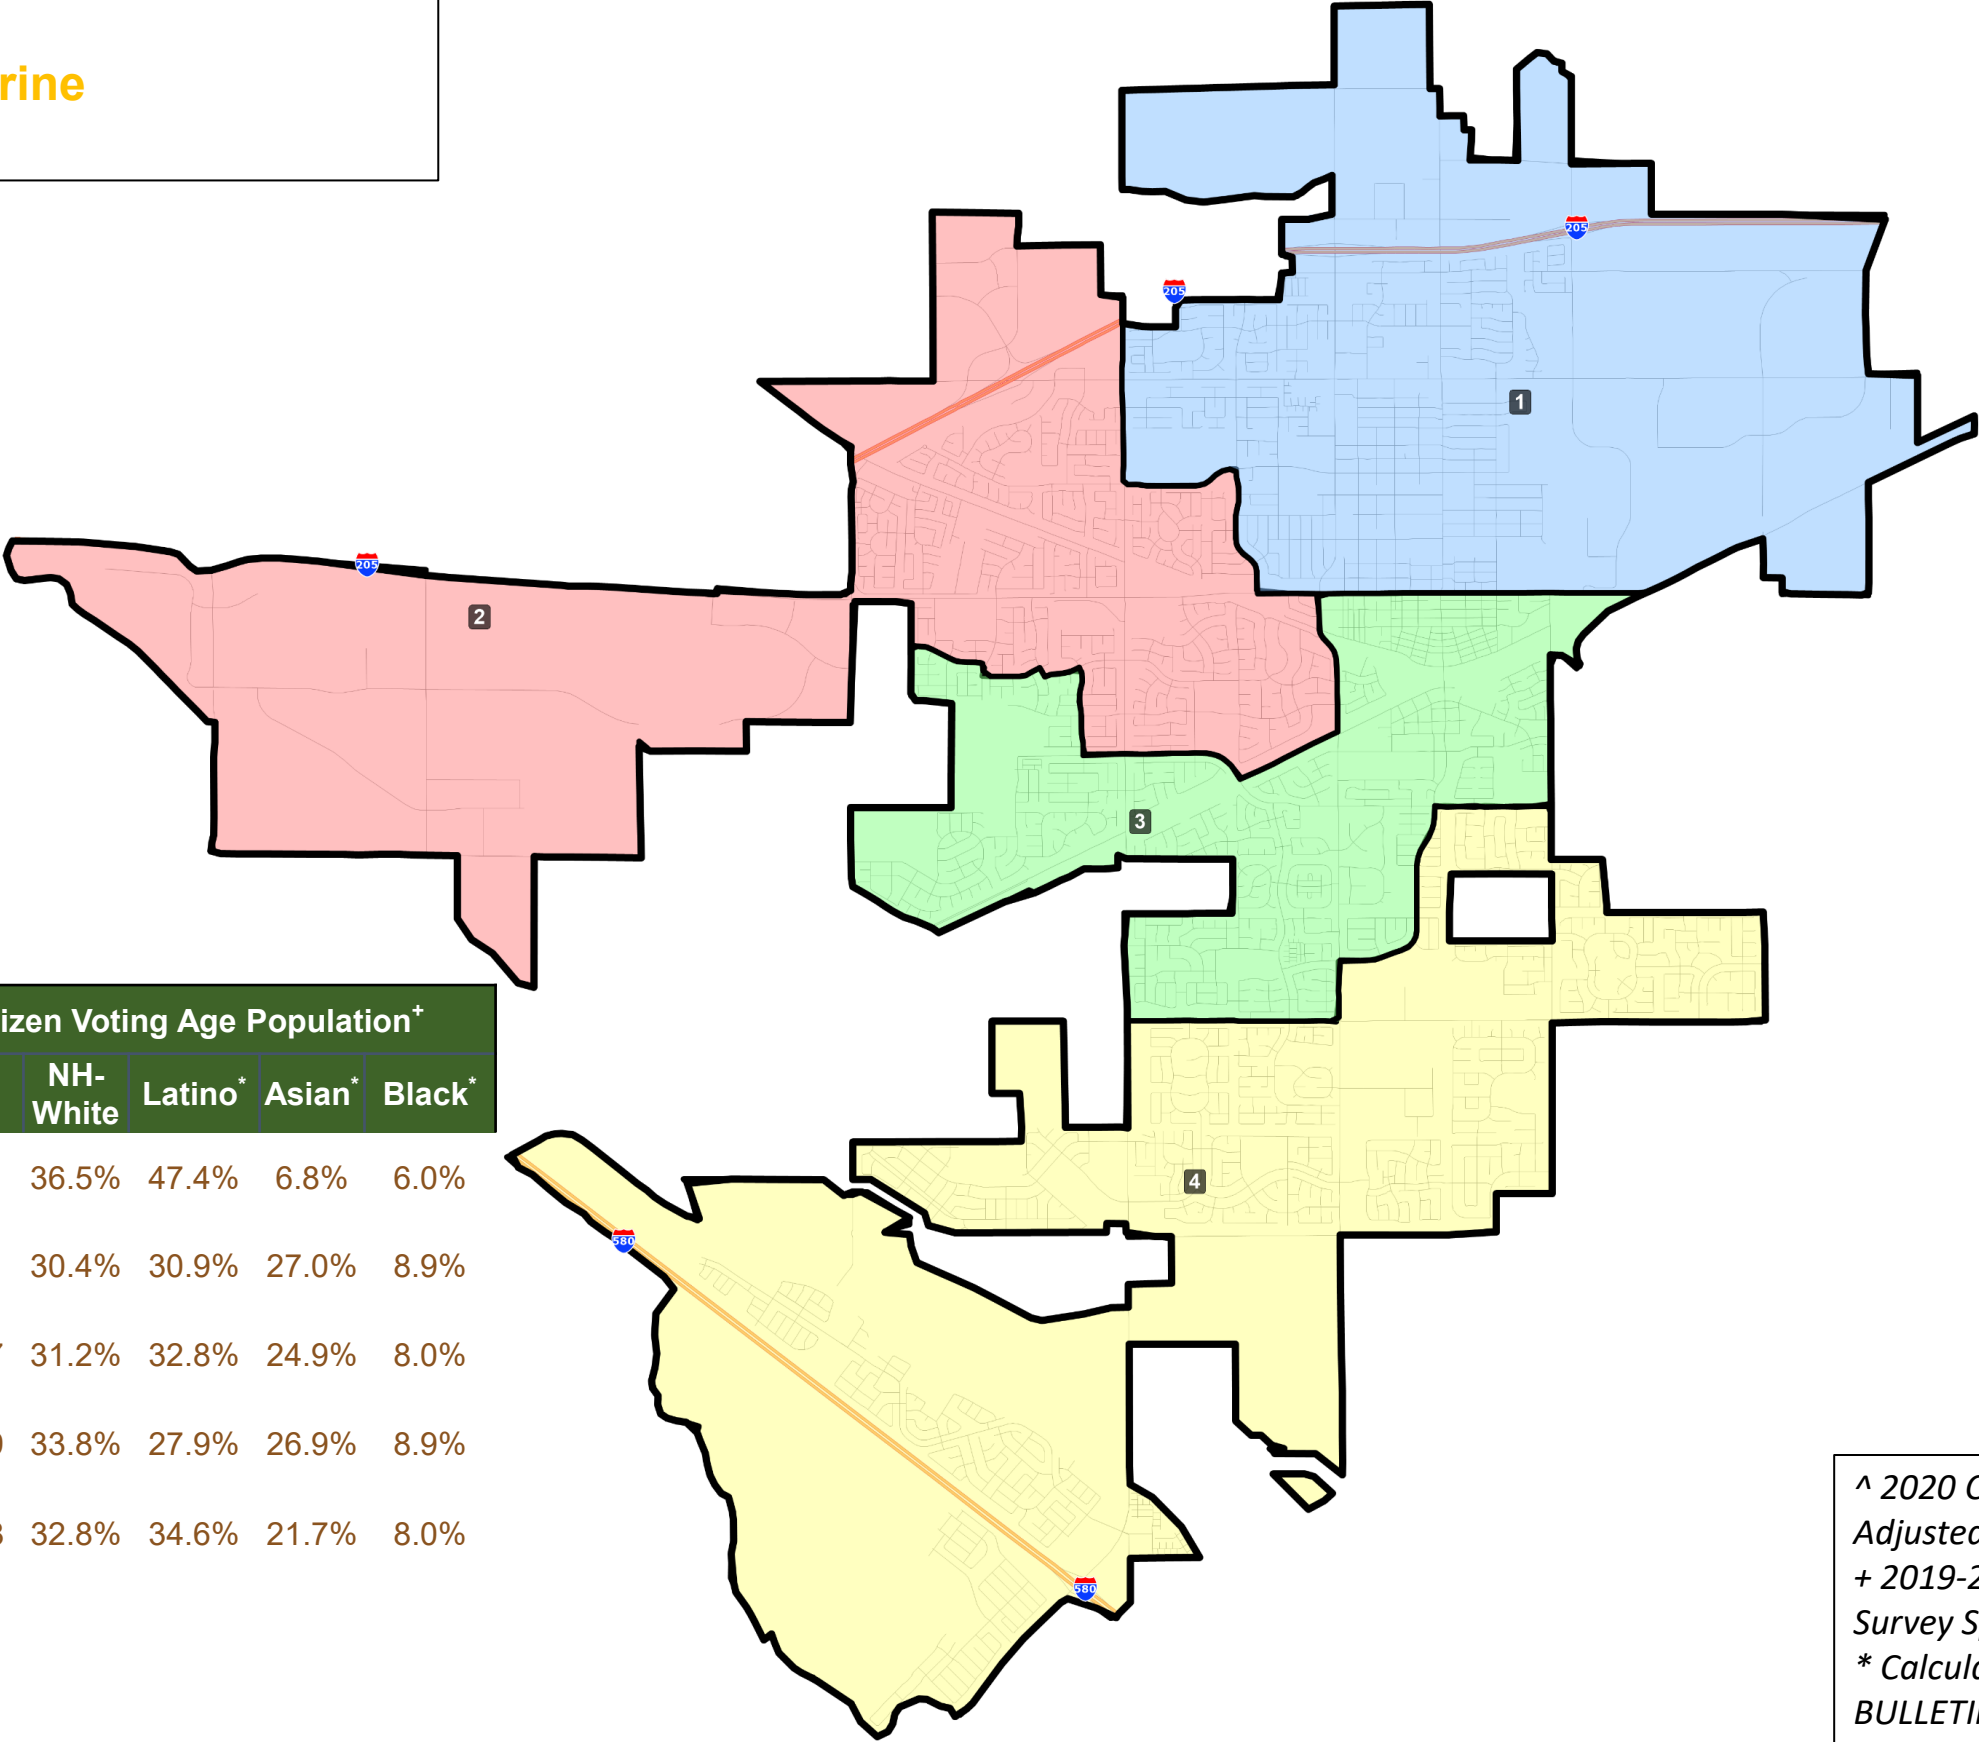 rine
205
205
1
205
2
3
izen Voting Age Population+
NH-White Latino* Asian* Black*
36.5% 47.4% 6.8% 6.0%
30.4% 30.9% 27.0% 8.9%
31.2% 32.8% 24.9% 8.0%
33.8% 27.9% 26.9% 8.9%
32.8% 34.6% 21.7% 8.0%
4
580
580
^ 2020 C
Adjusted
+ 2019-2
Survey S
* Calcula
BULLETI